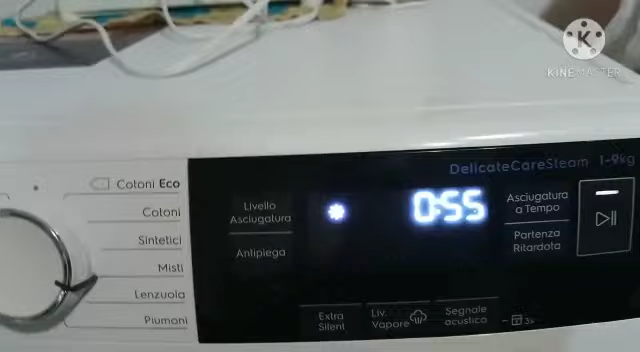 KINEMASTER
DelicateCareSteam 1-9kg
Cotoni Eco
Cotoni
Sintetici
Misti
Lenzuola
Piumoni
Livello
Asciugatura
Antipiega
0:55
Asciugatura
a Tempo
Partenza
Ritardata
Extra
Silent
Liv.
Vapore
Segnale
acustico
3s